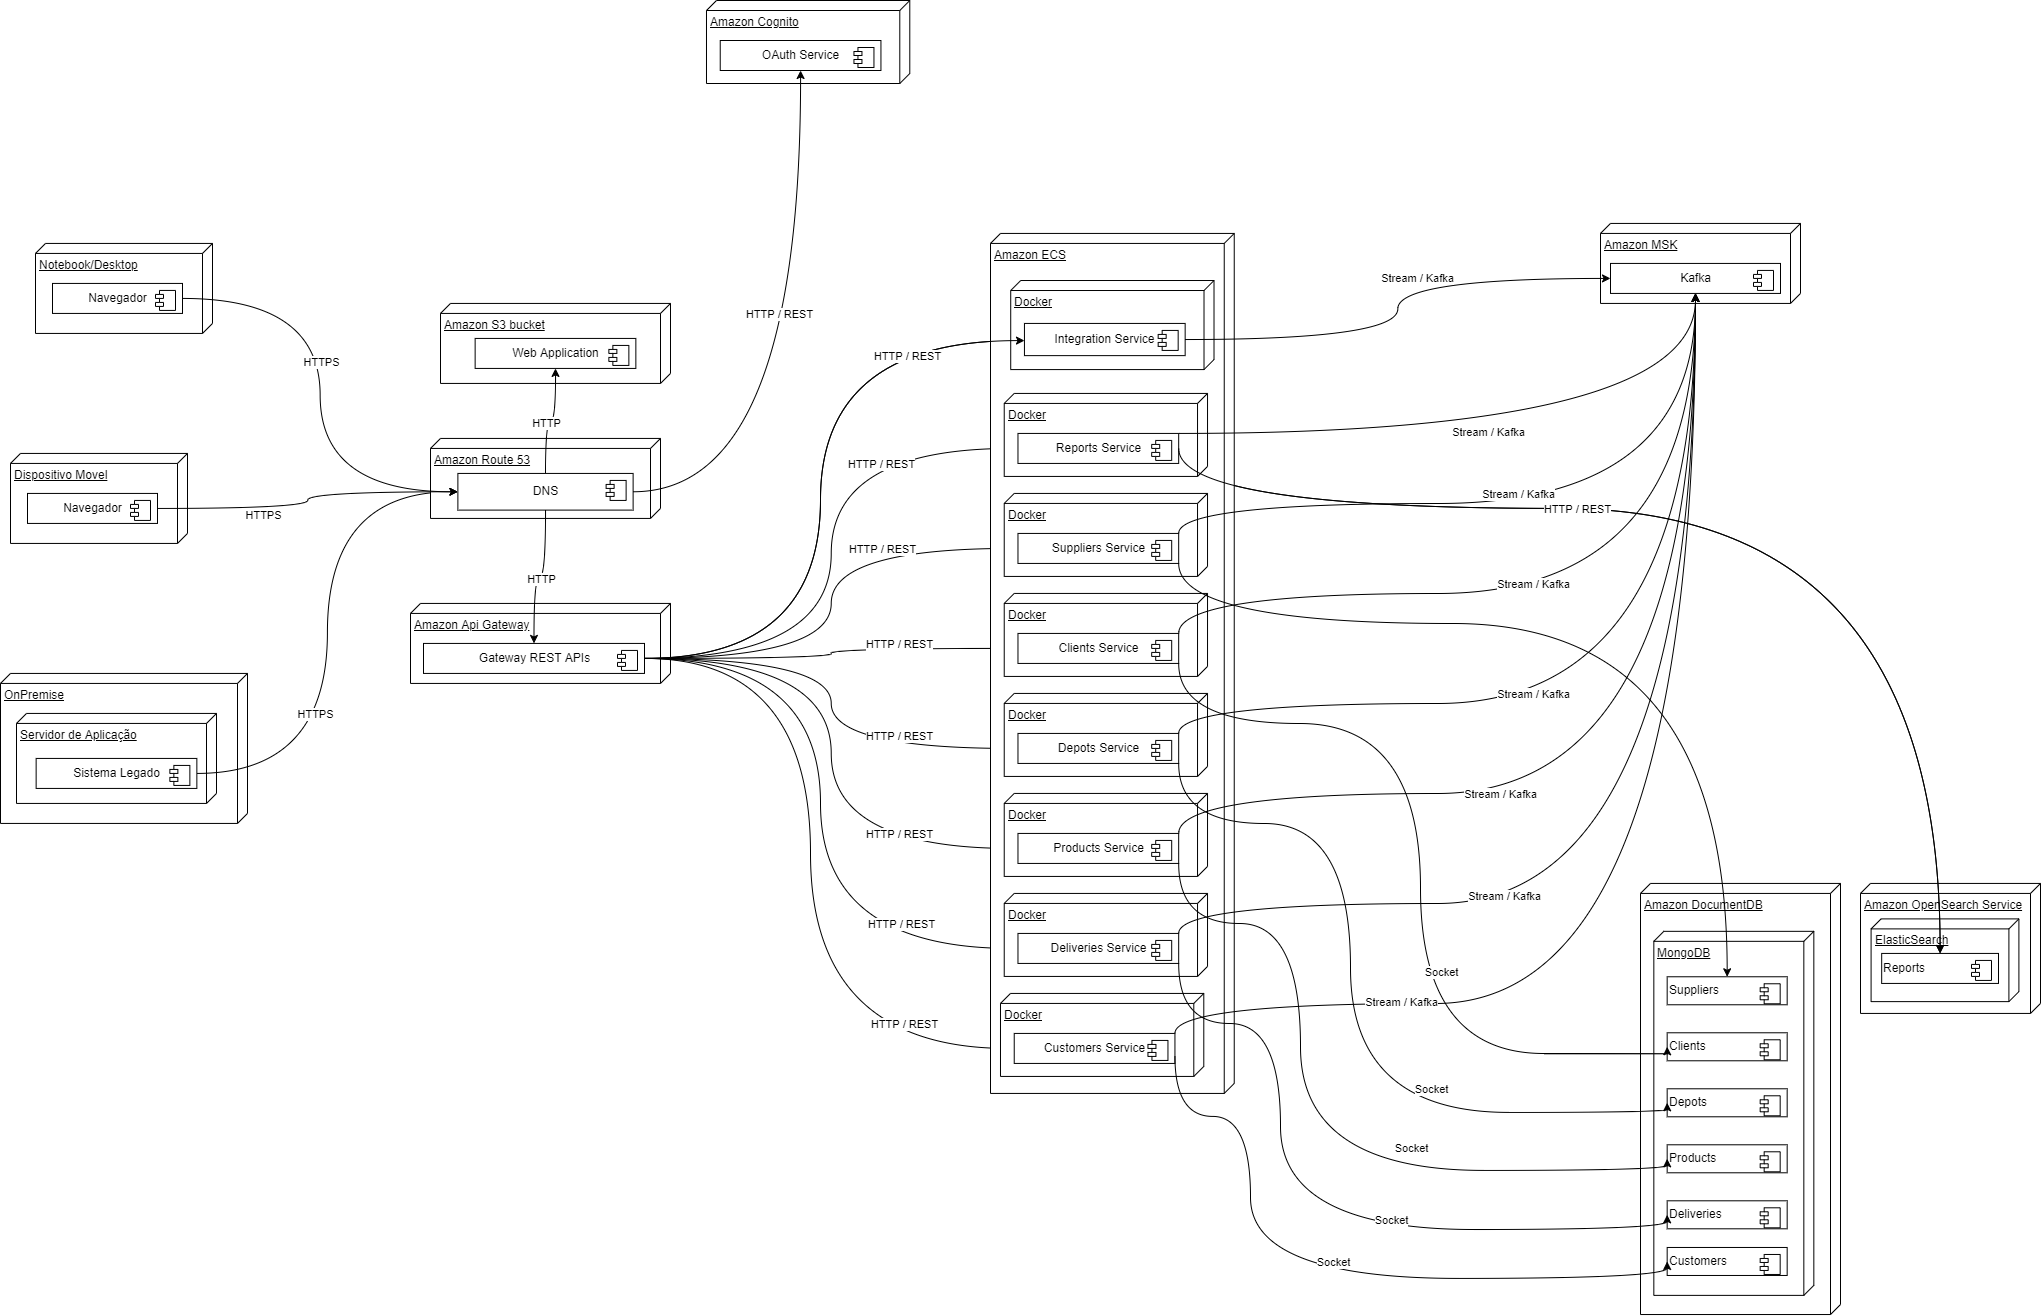 Amazon Cognito
OAuth Service
HTTP / REST
Notebook/Desktop
Navegador
HTTPS
Dispositivo Movel
Navegador
HTTPS
OnPremise
Servidor de Aplicação
Sistema Legado
HTTPS
Amazon S3 bucket
Web Application
HTTP
Amazon Route 53
DNS
HTTP
Amazon Api Gateway
Gateway REST APIs
HTTP / REST
HTTP / REST
HTTP / REST
HTTP / REST
HTTP / REST
HTTP / REST
HTTP / REST
HTTP / REST
Amazon ECS
Docker
Integration Service
Docker
Reports Service
Docker
Suppliers Service
Docker
Clients Service
Docker
Depots Service
Docker
Products Service
Docker
Deliveries Service
Docker
Customers Service
Stream / Kafka
Stream / Kafka
Stream / Kafka
HTTP / REST
Stream / Kafka
Stream / Kafka
Stream / Kafka
Stream / Kafka
Socket
Stream / Kafka
Socket
Socket
Socket
Socket
Amazon MSK
Kafka
Amazon DocumentDB
MongoDB
Suppliers
Clients
Depots
Products
Deliveries
Customers
Amazon OpenSearch Service
ElasticSearch
Reports